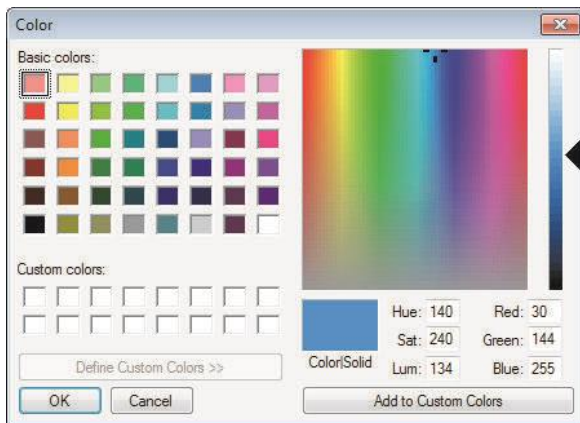 Color
Basic colors:
Custom colors:
Define Custom Colors >>
OK Cancel
Color|Solid
Hue: 140 Red: 30
Sat: 240 Green: 144
Lum: 134 Blue: 255
Add to Custom Colors